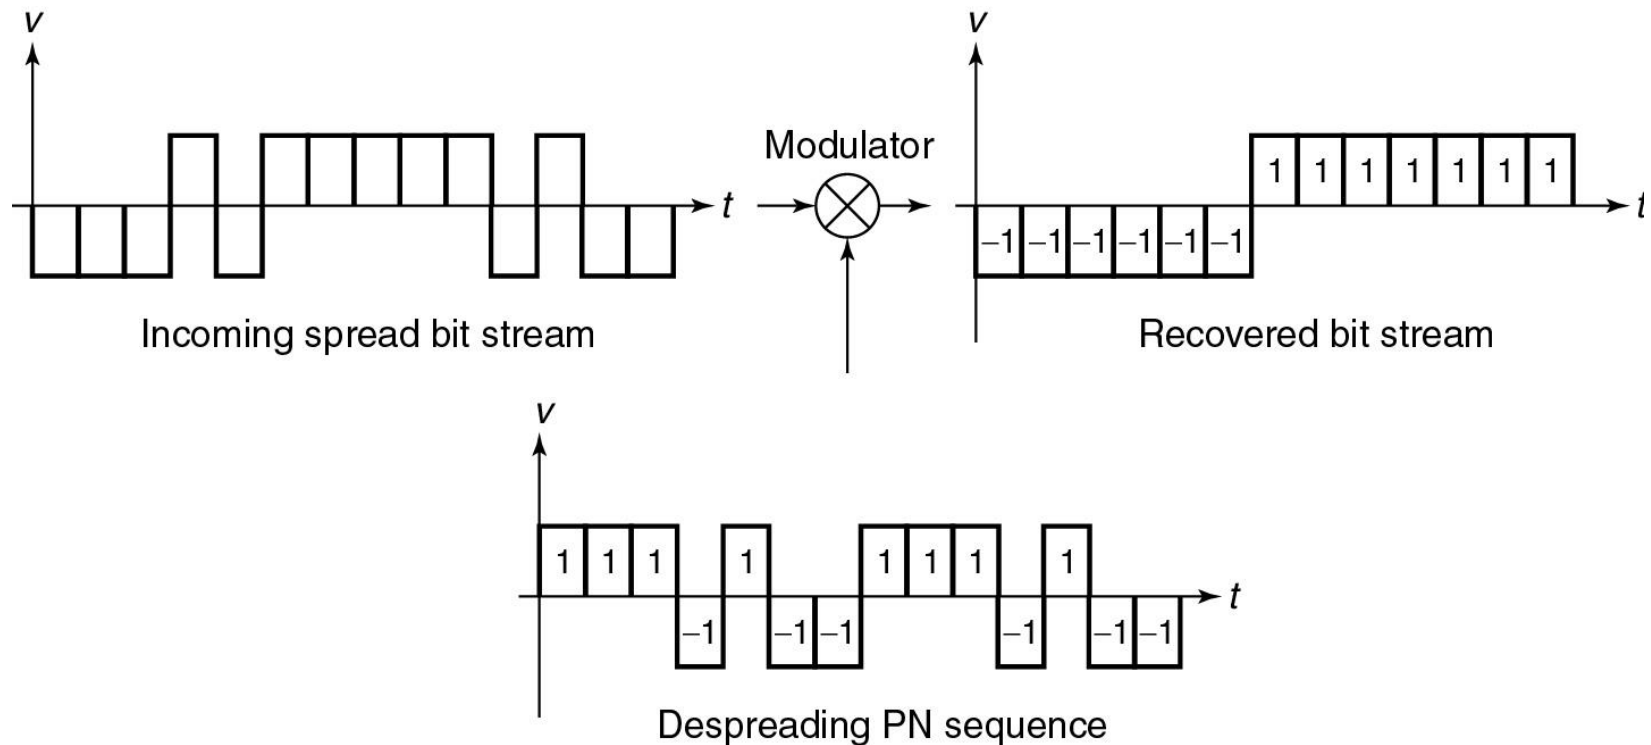 v
t
Incoming spread bit stream
Modulator
v
1 1 1 1 1 1 1
t
–1 –1 –1 –1 –1 –1
Recovered bit stream
v
1 1 1 1 1 1 1 1
t
–1 –1 –1 –1 –1 –1
Despreading PN sequence